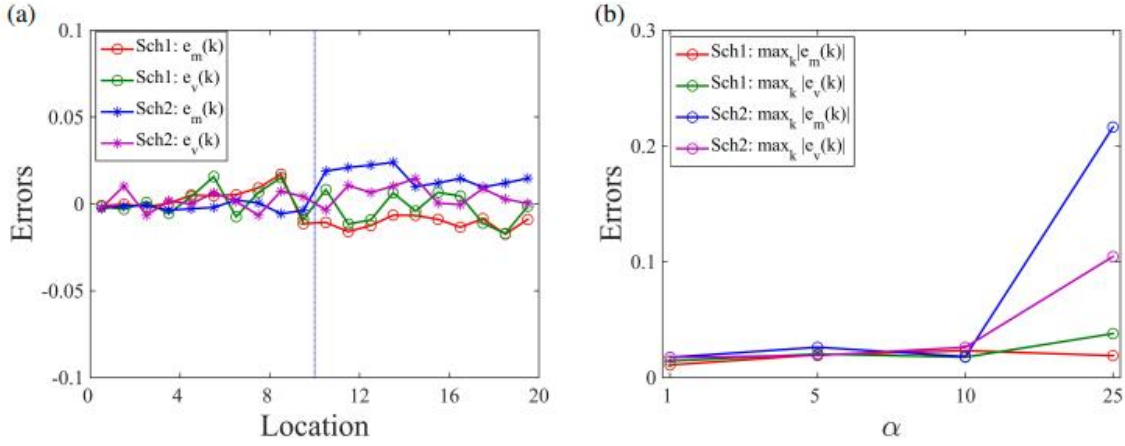 (a)
0.1
0.05
0
-0.05
-0.1
Errors
Sch1: e_m(k)
Sch1: e_v(k)
Sch2: e_m(k)
Sch2: e_v(k)
0 4 8 12 16 20
Location
(b)
0.3
0.2
0.1
0
Errors
Sch1: max_k|e_m(k)|
Sch1: max_k |e_v(k)|
Sch2: max_k |e_m(k)|
Sch2: max_k |e_v(k)|
1 5 10 25
α